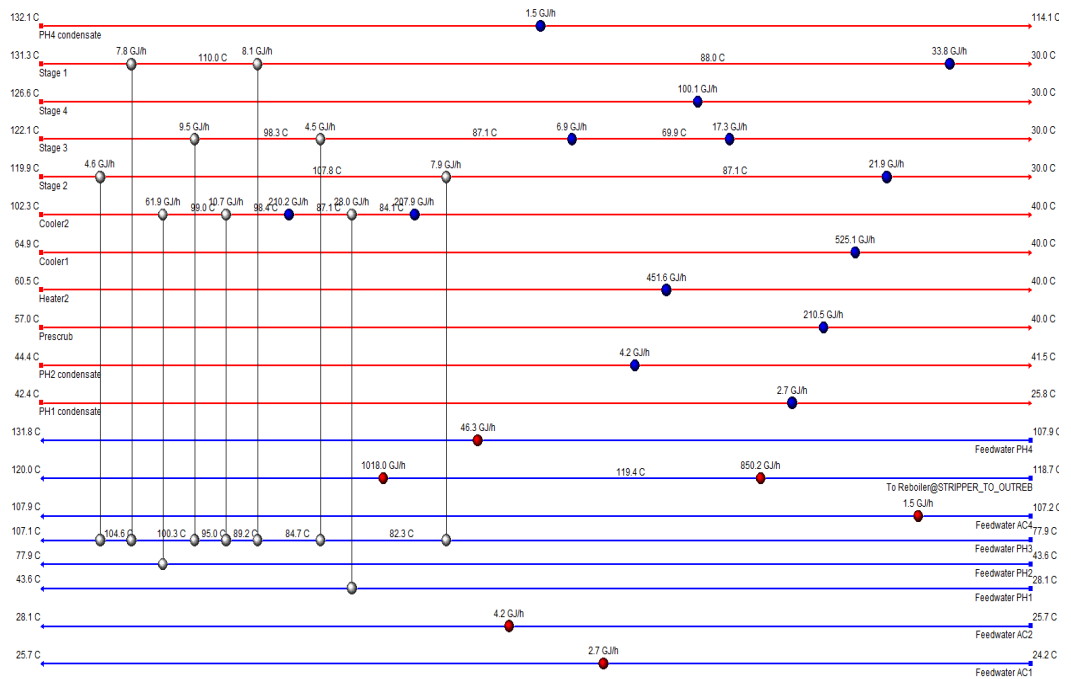 132.1 C 1.5 GJ/h 114.1 C
PH4 condensate
131.3 C 7.8 GJ/h 110.0 C 8.1 GJ/h 88.0 C 33.8 GJ/h 30.0 C
Stage 1
126.6 C 100.1 GJ/h 30.0 C
Stage 4
122.1 C 9.5 GJ/h 98.3 C 4.5 GJ/h 87.1 C 6.9 GJ/h 69.9 C 17.3 GJ/h 30.0 C
Stage 3
119.9 C 4.6 GJ/h 107.8 C 7.9 GJ/h 87.1 C 21.9 GJ/h 30.0 C
Stage 2
102.3 C 61.9 GJ/h 99.0 C 10.7 GJ/h 98.4 C 210.2 GJ/h 87.1 C 28.0 GJ/h 84.1 C 207.9 GJ/h 40.0 C
Cooler2
64.9 C 525.1 GJ/h 40.0 C
Cooler1
60.5 C 451.6 GJ/h 40.0 C
Heater2
57.0 C 210.5 GJ/h 40.0 C
Prescrub
44.4 C 4.2 GJ/h 41.5 C
PH2 condensate
42.4 C 2.7 GJ/h 25.8 C
PH1 condensate
131.8 C 46.3 GJ/h 107.9 C
Feedwater PH4
120.0 C 1018.0 GJ/h 119.4 C 850.2 GJ/h 118.7 C
To Reboiler@STRIPPER_TO_OUTREB
107.9 C 1.5 GJ/h 107.2 C
Feedwater AC4
107.1 C 104.6 C 100.3 C 95.0 C 89.2 C 84.7 C 82.3 C 77.9 C
Feedwater PH3
77.9 C 43.6 C
Feedwater PH2
43.6 C 28.1 C
Feedwater PH1
28.1 C 4.2 GJ/h 25.7 C
Feedwater AC2
25.7 C 2.7 GJ/h 24.2 C
Feedwater AC1